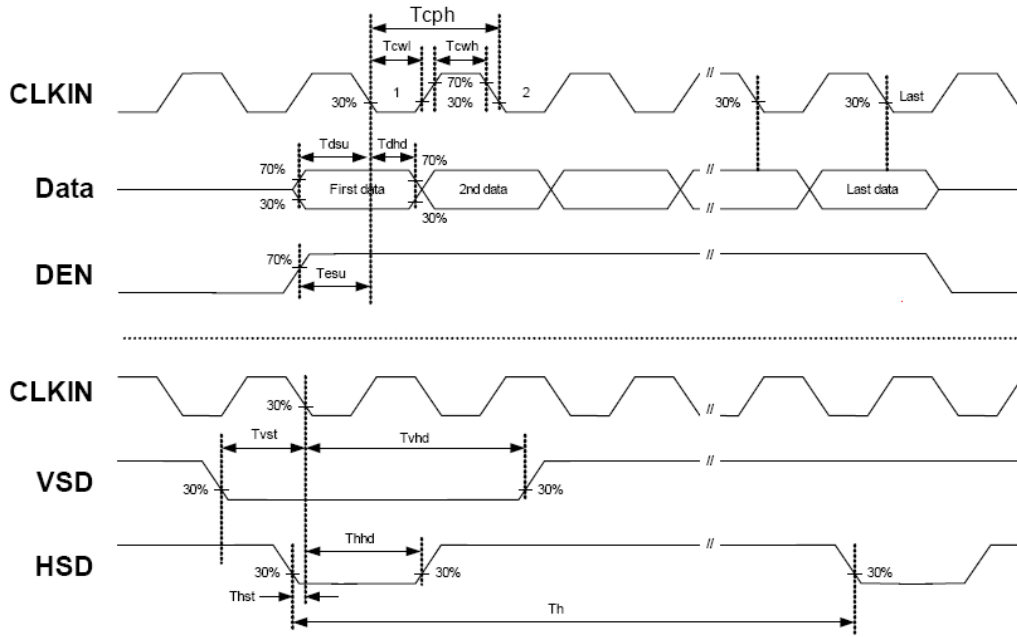 Tcph
Tcwl Tcwh
CLKIN 30% 1 70% 30% 2 // 30% 30% Last
Tdsu Tdhd
70% 70%
Data First data 2nd data // // Last data
30% 30%
DEN 70% //
Tesu
CLKIN 30% //
Tvst Tvhd
VSD 30% 30% //
Thhd
HSD 30% 30% // 30%
Thst
Th